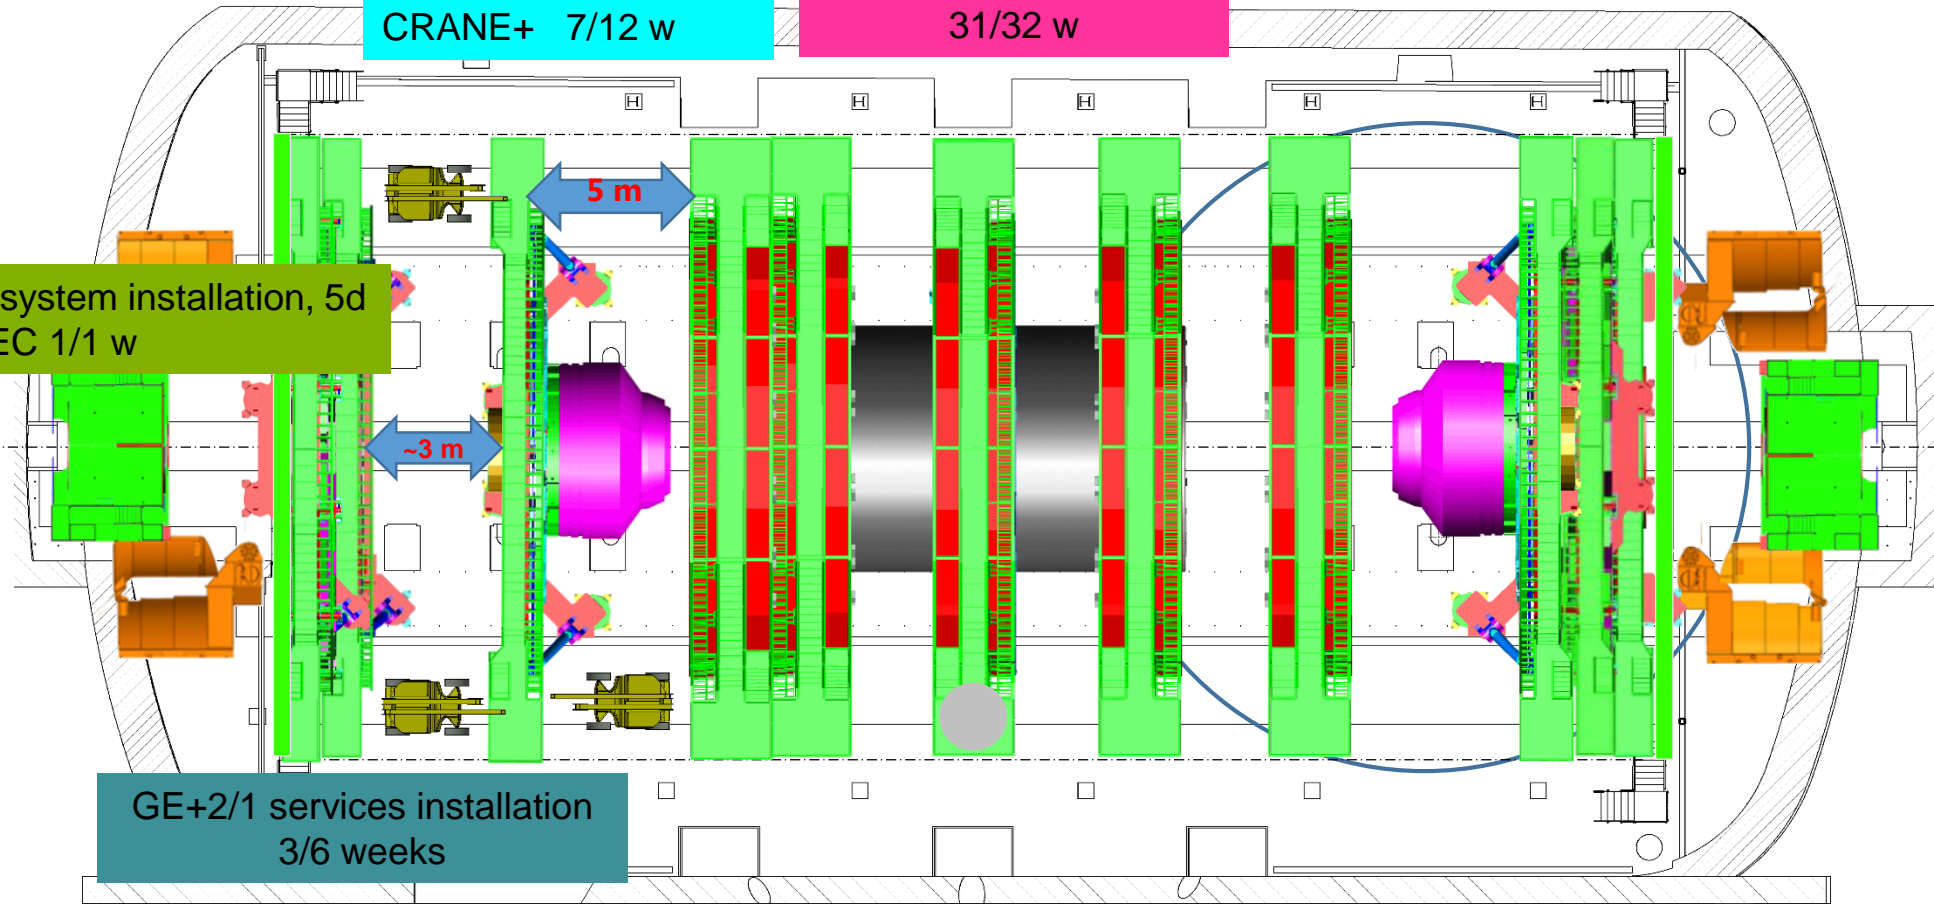 CRANE+ 7/12 w
31/32 w
5 m
system installation, 5d
EC 1/1 w
~3 m
GE+2/1 services installation
3/6 weeks